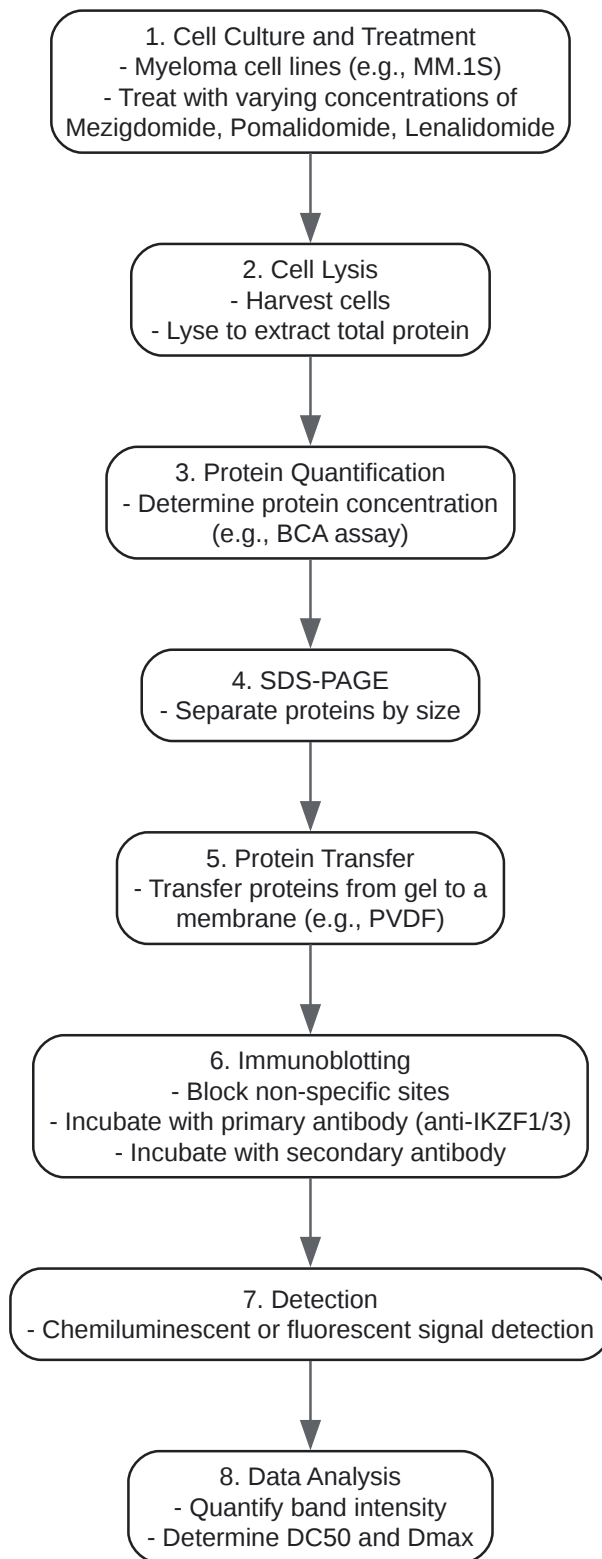 1. Cell Culture and Treatment
- Myeloma cell lines (e.g., MM.1S)
- Treat with varying concentrations of
Mezigdomide, Pomalidomide, Lenalidomide
2. Cell Lysis
- Harvest cells
- Lyse to extract total protein
3. Protein Quantification
- Determine protein concentration
(e.g., BCA assay)
4. SDS-PAGE
- Separate proteins by size
5. Protein Transfer
- Transfer proteins from gel to a
membrane (e.g., PVDF)
6. Immunoblotting
- Block non-specific sites
- Incubate with primary antibody (anti-IKZF1/3)
- Incubate with secondary antibody
7. Detection
- Chemiluminescent or fluorescent signal detection
8. Data Analysis
- Quantify band intensity
- Determine DC50 and Dmax